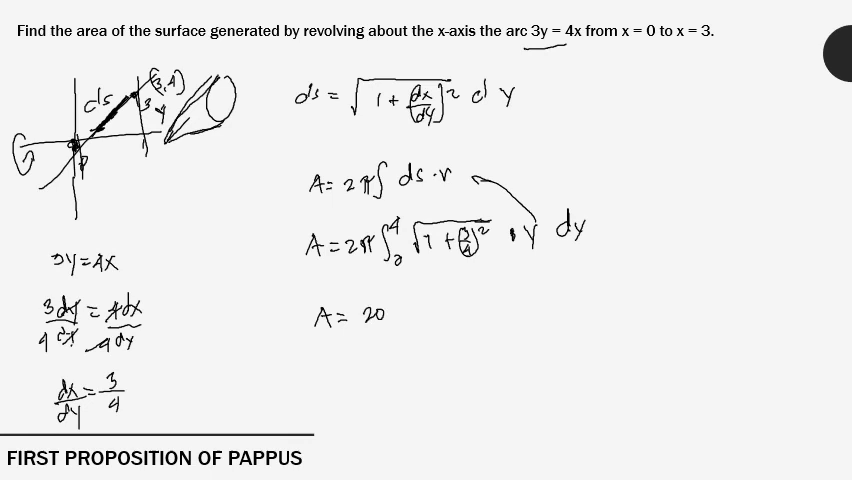 Find the area of the surface generated by revolving about the x-axis the arc 3y = 4x from x = 0 to x = 3.
ds
(3,4)
3
4
ds = √(1 + (dx/dy)²) dy
A = 2π∫ ds · r
A = 2π∫₀⁴ √(1 + (3/4)²) · y dy
A = 20
3y = 4x
3dy/4dx = 4dx/4dy
dx/dy = 3/4
FIRST PROPOSITION OF PAPPUS